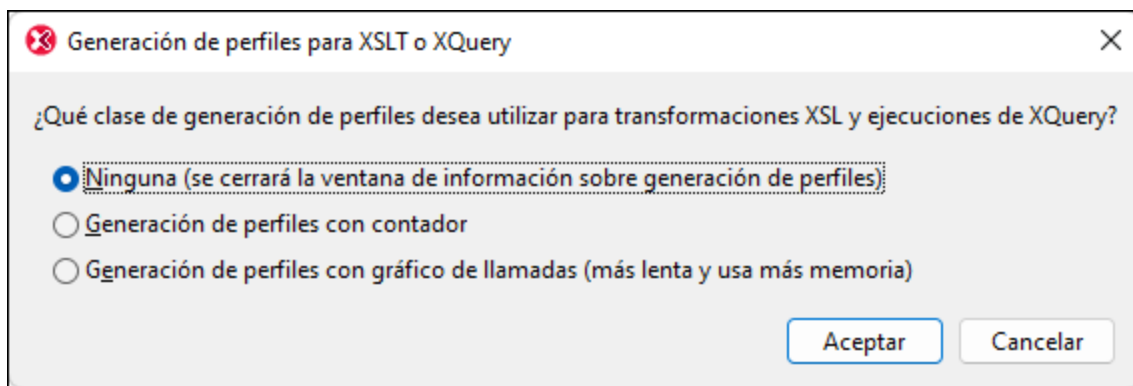 Generación de perfiles para XSLT o XQuery
¿Qué clase de generación de perfiles desea utilizar para transformaciones XSL y ejecuciones de XQuery?
Ninguna (se cerrará la ventana de información sobre generación de perfiles)
Generación de perfiles con contador
Generación de perfiles con gráfico de llamadas (más lenta y usa más memoria)
Aceptar Cancelar